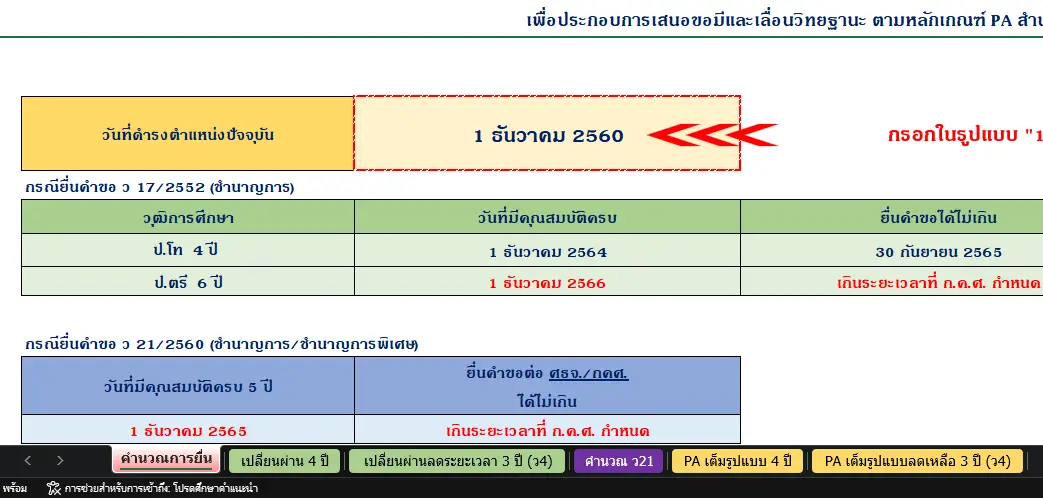 เพื่อประกอบการเสนอขอมีและเลื่อนวิทยฐานะ ตามหลักเกณฑ์ PA
วันที่ดำรงตำแหน่งปัจจุบัน
1 ธันวาคม 2560
กรอกในรูปแบบ "1
กรณียื่นคำขอ ว 17/2552 (ชำนาญการ)
วุฒิการศึกษา วันที่มีคุณสมบัติครบ ยื่นคำขอได้ไม่เกิน
ป.โท 4 ปี 1 ธันวาคม 2564 30 กันยายน 2565
ป.ตรี 6 ปี 1 ธันวาคม 2566 เกินระยะเวลาที่ ก.ค.ศ. กำหนด
กรณียื่นคำขอ ว 21/2560 (ชำนาญการ/ชำนาญการพิเศษ)
วันที่มีคุณสมบัติครบ 5 ปี
ยื่นคำขอต่อ ศธจ./กคศ.
ได้ไม่เกิน
1 ธันวาคม 2565 เกินระยะเวลาที่ ก.ค.ศ. กำหนด
คำนวณการยื่น เปลี่ยนผ่าน 4 ปี เปลี่ยนผ่านลดระยะเวลา 3 ปี (ว4) คำนวณ ว21 PA เต็มรูปแบบ 4 ปี PA เต็มรูปแบบลดเหลือ 3 ปี (ว4)
พร้อม การช่วยสำหรับการเข้าถึง: โปรดศึกษาคำแนะนำ